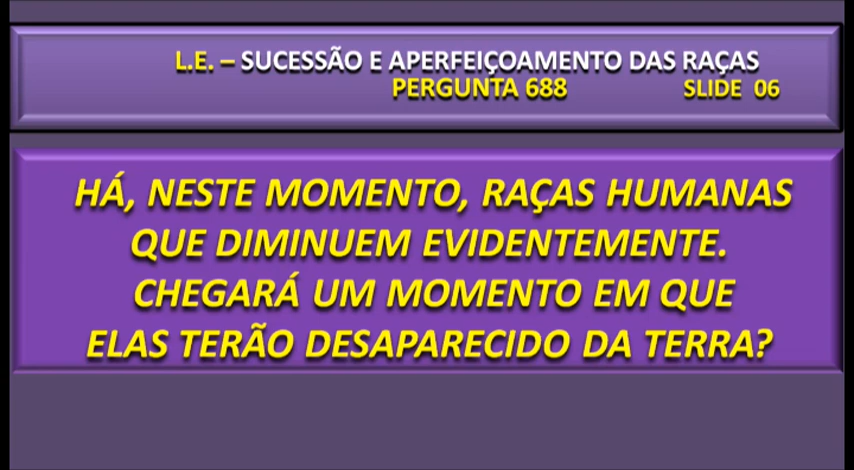 L.E. – SUCESSÃO E APERFEIÇOAMENTO DAS RAÇAS
PERGUNTA 688 SLIDE 06
HÁ, NESTE MOMENTO, RAÇAS HUMANAS
QUE DIMINUEM EVIDENTEMENTE.
CHEGARÁ UM MOMENTO EM QUE
ELAS TERÃO DESAPARECIDO DA TERRA?